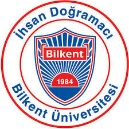 İhsan Doğramacı
Bilkent
1984
Bilkent Üniversitesi